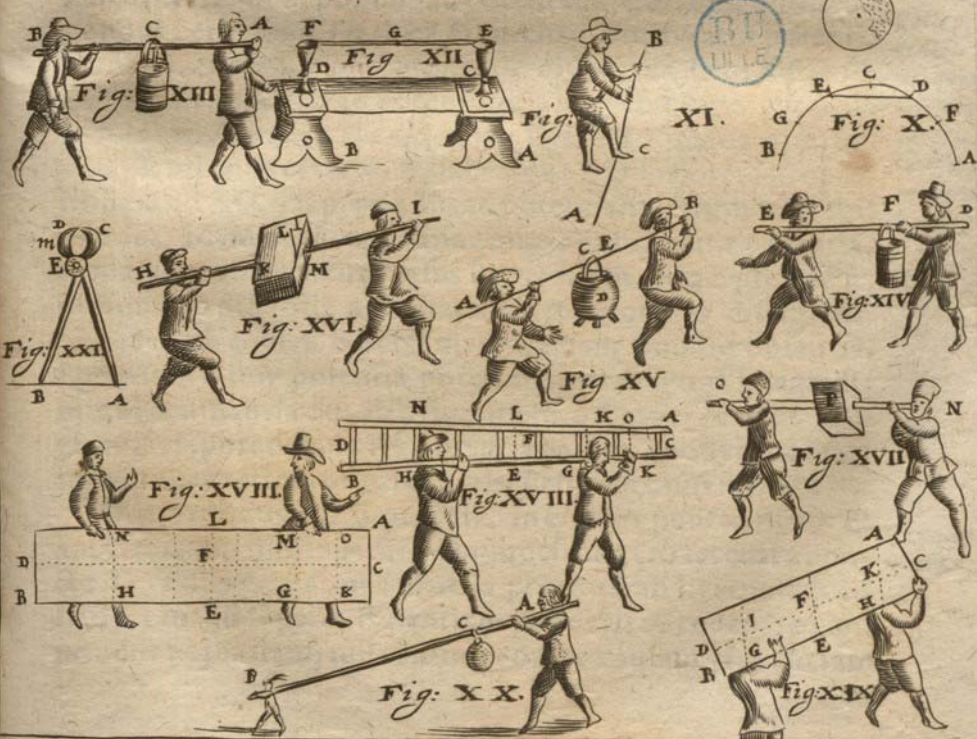 B C A
Fig: XIII
F G E
Fig XII
D C
B A
BU
LILLE
B
Fig: XI.
C
A
C
E D
G F
Fig: X.
B A
D
m C
E
Fig: XXI
B A
I
L
H K M
Fig: XVI.
B
E
C
A D
Fig XV
E F D
Fig: XIV
O P N
Fig: XVII
N L K O A
D F C
B H E G K
Fig: XVIII
Fig: XVIII.
L A
N M O
D F C
B H E G K
A
C
B
Fig: XX.
A
C
K
F H
I
D G E
B
Fig: XIX